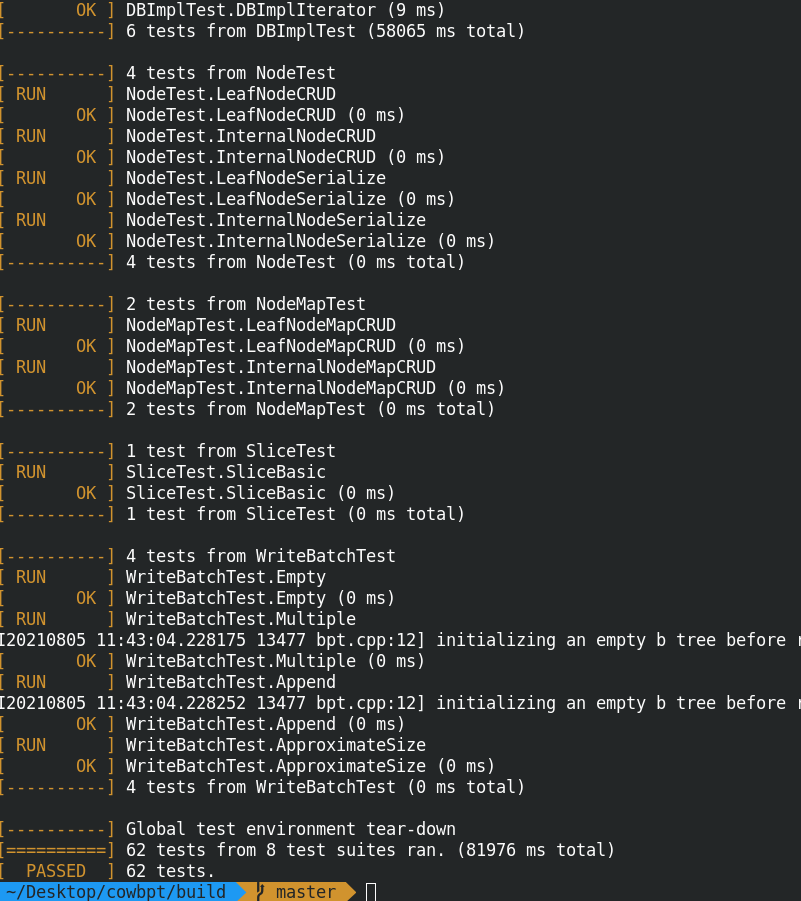 [       OK ] DBImplTest.DBImplIterator (9 ms)
[----------] 6 tests from DBImplTest (58065 ms total)

[----------] 4 tests from NodeTest
[ RUN      ] NodeTest.LeafNodeCRUD
[       OK ] NodeTest.LeafNodeCRUD (0 ms)
[ RUN      ] NodeTest.InternalNodeCRUD
[       OK ] NodeTest.InternalNodeCRUD (0 ms)
[ RUN      ] NodeTest.LeafNodeSerialize
[       OK ] NodeTest.LeafNodeSerialize (0 ms)
[ RUN      ] NodeTest.InternalNodeSerialize
[       OK ] NodeTest.InternalNodeSerialize (0 ms)
[----------] 4 tests from NodeTest (0 ms total)

[----------] 2 tests from NodeMapTest
[ RUN      ] NodeMapTest.LeafNodeMapCRUD
[       OK ] NodeMapTest.LeafNodeMapCRUD (0 ms)
[ RUN      ] NodeMapTest.InternalNodeMapCRUD
[       OK ] NodeMapTest.InternalNodeMapCRUD (0 ms)
[----------] 2 tests from NodeMapTest (0 ms total)

[----------] 1 test from SliceTest
[ RUN      ] SliceTest.SliceBasic
[       OK ] SliceTest.SliceBasic (0 ms)
[----------] 1 test from SliceTest (0 ms total)

[----------] 4 tests from WriteBatchTest
[ RUN      ] WriteBatchTest.Empty
[       OK ] WriteBatchTest.Empty (0 ms)
[ RUN      ] WriteBatchTest.Multiple
I20210805 11:43:04.228175 13477 bpt.cpp:12] initializing an empty b tree before
[       OK ] WriteBatchTest.Multiple (0 ms)
[ RUN      ] WriteBatchTest.Append
I20210805 11:43:04.228252 13477 bpt.cpp:12] initializing an empty b tree before
[       OK ] WriteBatchTest.Append (0 ms)
[ RUN      ] WriteBatchTest.ApproximateSize
[       OK ] WriteBatchTest.ApproximateSize (0 ms)
[----------] 4 tests from WriteBatchTest (0 ms total)

[----------] Global test environment tear-down
[==========] 62 tests from 8 test suites ran. (81976 ms total)
[  PASSED  ] 62 tests.
~/Desktop/cowbpt/build master